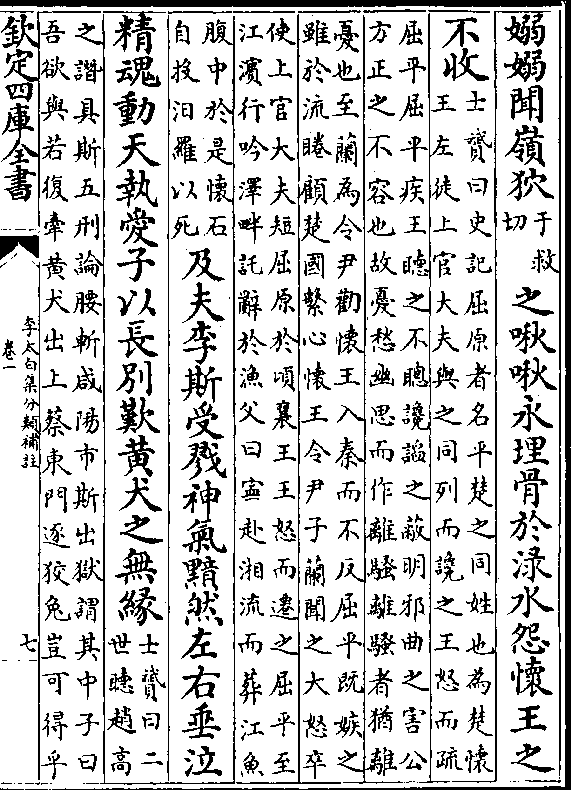 嫋嫋聞嶺狖于救切之啾啾永埋骨於渌水怨懷王之
不收士贇曰史記屈原者名平楚之同姓也為楚懷
王左徒上官大夫與之同列而讒之王怒而疏
屈平屈平疾王聴之不聰讒謟之蔽明邪曲之害公
方正之不容也故憂愁幽思而作離騷離騷者猶離
憂也至蘭為令尹勸懷王入秦而不反屈平既嫉之
雖於流睠顧楚國繫心懷王令尹子蘭聞之大怒卒
使上官大夫短屈原於頃襄王王怒而遷之屈平至
江濱行吟澤畔託辭於漁父曰寧赴湘流而葬江魚
腹中於是懷石
自投汨羅以死
及夫李斯受戮神氣黯然左右垂泣
精魂動天執愛子以長別歎黃犬之無緣士贇曰二
世聴趙高
之譖具斯五刑論腰斬咸陽市斯出獄謂其中子曰
吾欲與若復牽黃犬出上蔡東門逐狡兔豈可得乎
欽定四庫全書
李太白集分類補註
卷一
七